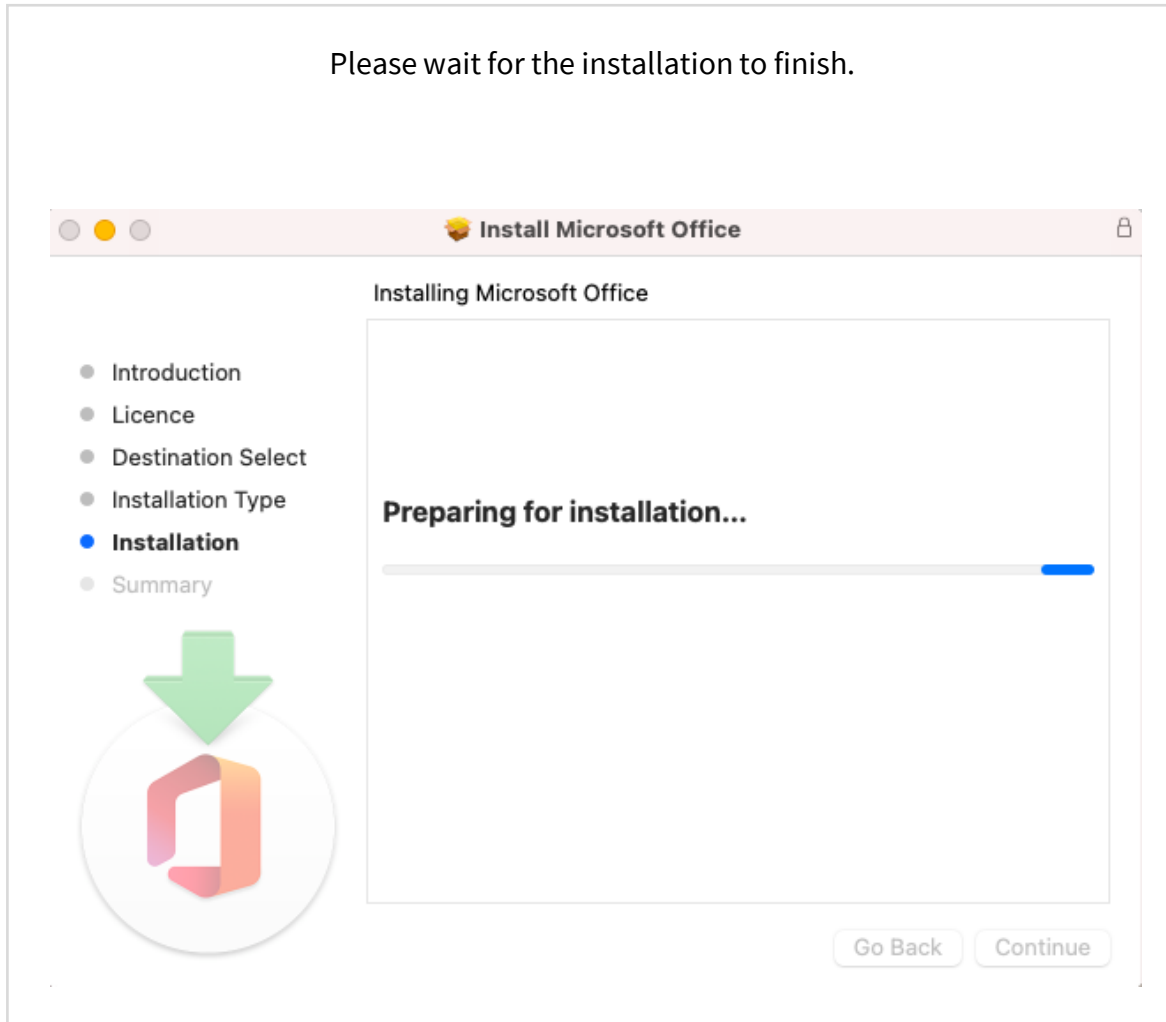 Please wait for the installation to finish.
Install Microsoft Office
Installing Microsoft Office
Introduction
Licence
Destination Select
Installation Type
Installation
Summary
Preparing for installation...
Go Back
Continue